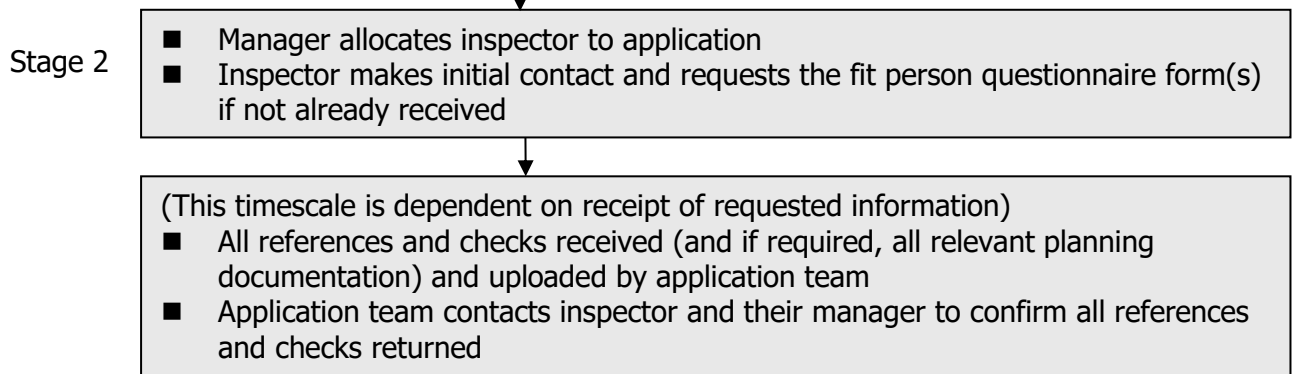 Stage 2
■ Manager allocates inspector to application
■ Inspector makes initial contact and requests the fit person questionnaire form(s)
if not already received
(This timescale is dependent on receipt of requested information)
■ All references and checks received (and if required, all relevant planning
documentation) and uploaded by application team
■ Application team contacts inspector and their manager to confirm all references
and checks returned